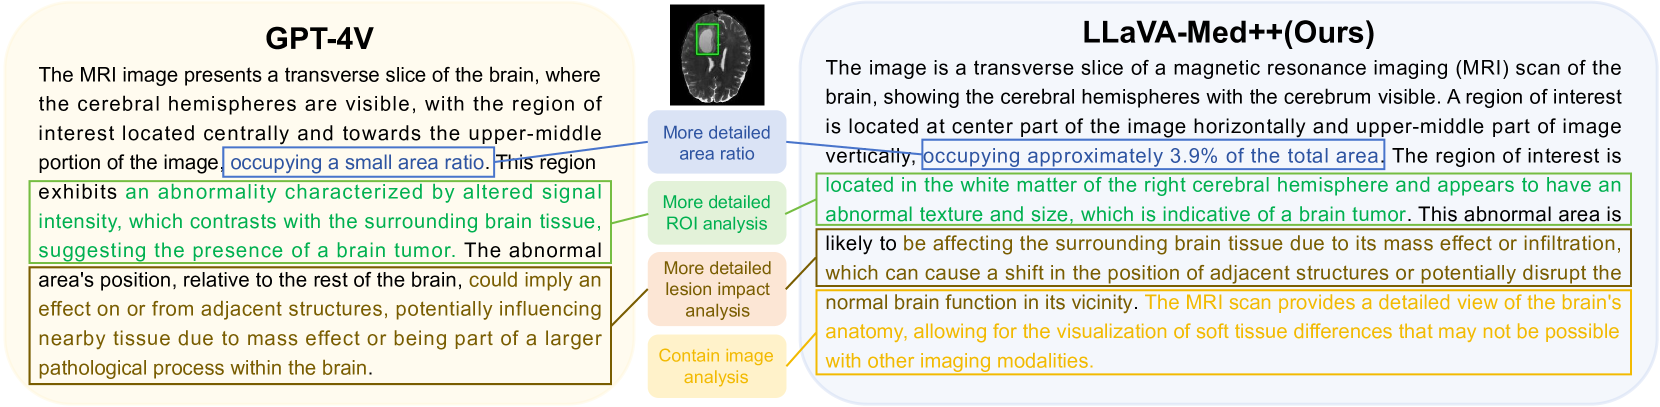 GPT-4V
The MRI image presents a transverse slice of the brain, where
the cerebral hemispheres are visible, with the region of
interest located centrally and towards the upper-middle
portion of the image, occupying a small area ratio. This region
exhibits an abnormality characterized by altered signal
intensity, which contrasts with the surrounding brain tissue,
suggesting the presence of a brain tumor. The abnormal
area's position, relative to the rest of the brain, could imply an
effect on or from adjacent structures, potentially influencing
nearby tissue due to mass effect or being part of a larger
pathological process within the brain.
More detailed
area ratio
More detailed
ROI analysis
More detailed
lesion impact
analysis
Contain image
analysis
LLaVA-Med++(Ours)
The image is a transverse slice of a magnetic resonance imaging (MRI) scan of the
brain, showing the cerebral hemispheres with the cerebrum visible. A region of interest
is located at center part of the image horizontally and upper-middle part of image
vertically, occupying approximately 3.9% of the total area. The region of interest is
located in the white matter of the right cerebral hemisphere and appears to have an
abnormal texture and size, which is indicative of a brain tumor. This abnormal area is
likely to be affecting the surrounding brain tissue due to its mass effect or infiltration,
which can cause a shift in the position of adjacent structures or potentially disrupt the
normal brain function in its vicinity. The MRI scan provides a detailed view of the brain's
anatomy, allowing for the visualization of soft tissue differences that may not be possible
with other imaging modalities.